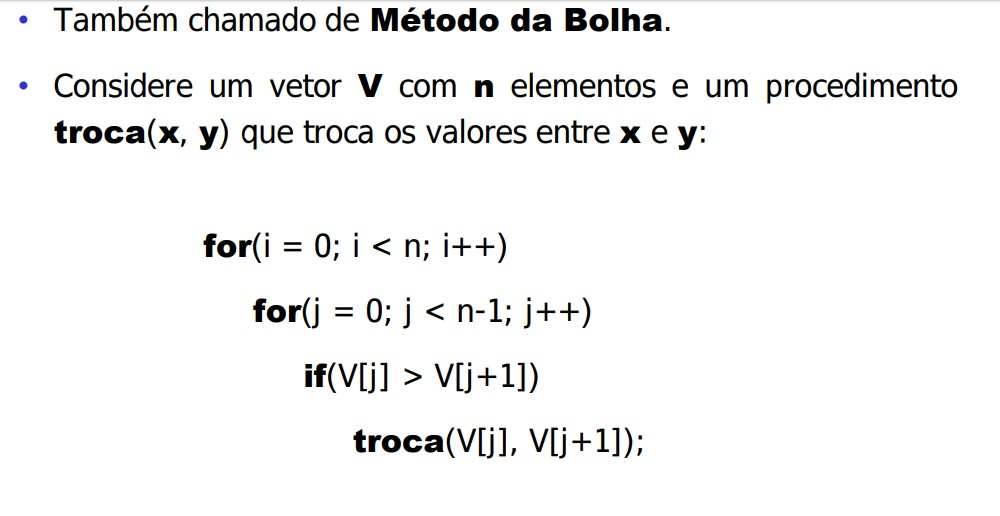 • Também chamado de Método da Bolha.
• Considere um vetor V com n elementos e um procedimento
troca(x, y) que troca os valores entre x e y:
for(i = 0; i < n; i++)
for(j = 0; j < n-1; j++)
if(V[j] > V[j+1])
troca(V[j], V[j+1]);